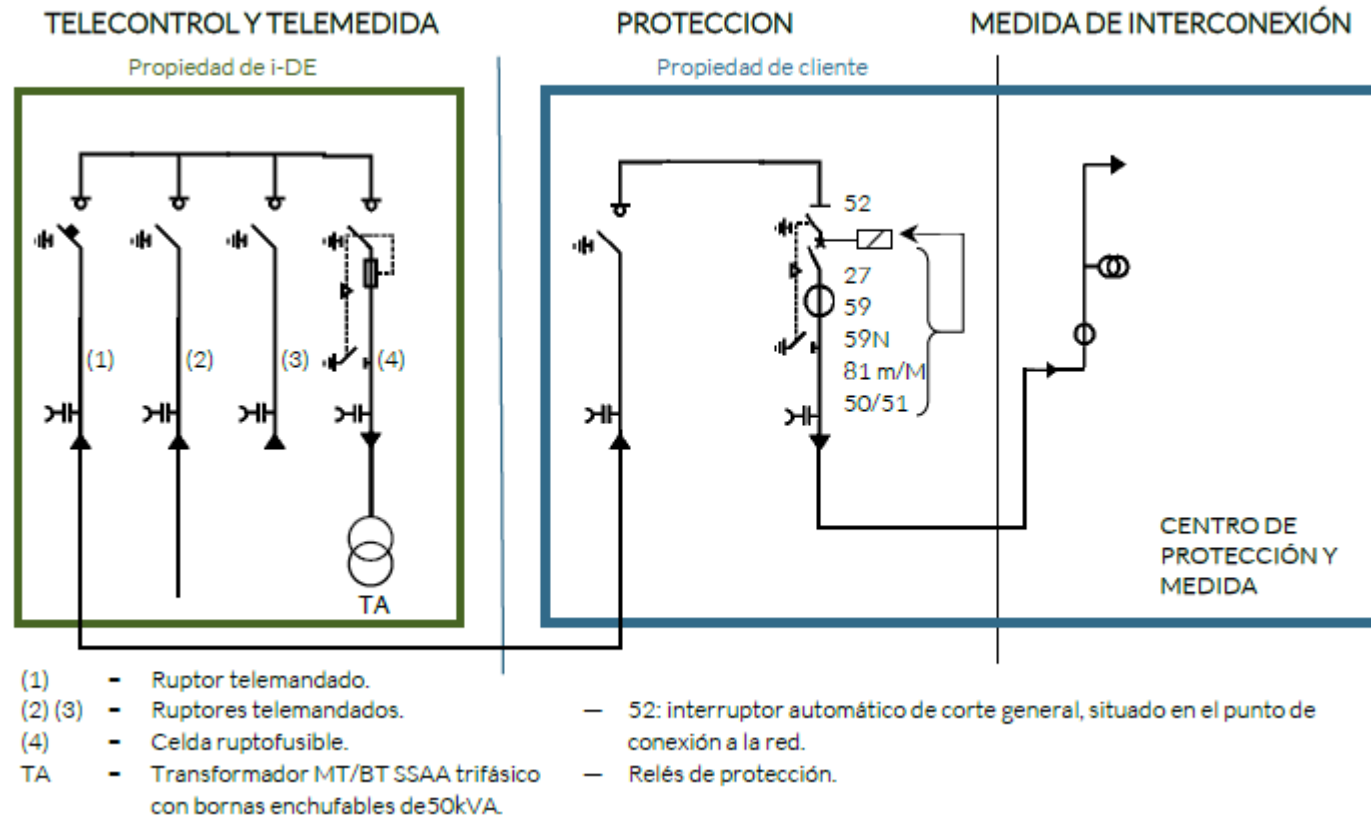 TELECONTROL Y TELEMEDIDA
PROTECCION
MEDIDA DE INTERCONEXIÓN
Propiedad de i-DE
Propiedad de cliente
(1)
(2)
(3)
(4)
TA
52
27
59
59N
81 m/M
50/51
CENTRO DE
PROTECCIÓN Y
MEDIDA
(1) - Ruptor telemandado.
(2) (3) - Ruptores telemandados.
(4) - Celda ruptofusible.
TA - Transformador MT/BT SSAA trifásico
con bornas enchufables de50kVA.
— 52: interruptor automático de corte general, situado en el punto de
conexión a la red.
— Relés de protección.